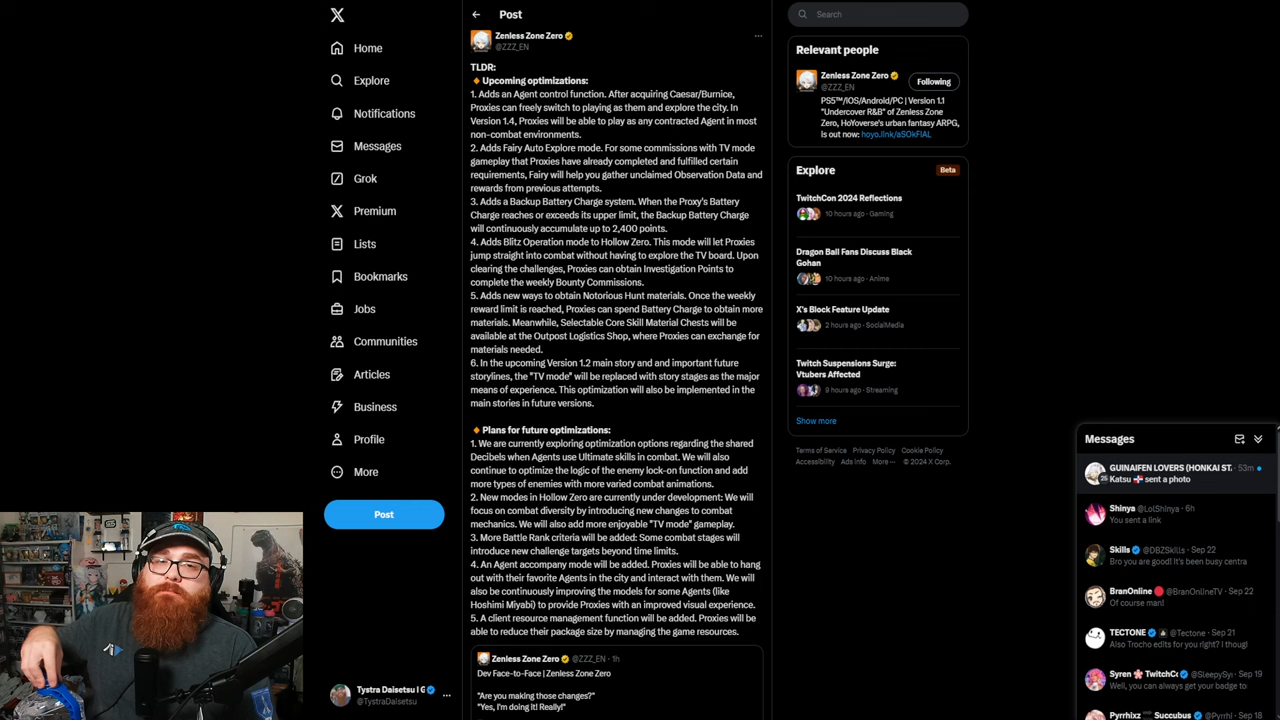 Home
Explore
Notifications
Messages
Grok
Premium
Lists
Bookmarks
Jobs
Communities
Articles
Business
Profile
More
Post
Tystra Daisetsu I G
@TystraDaisetsu
Post
Zenless Zone Zero
@ZZZ_EN
TLDR:
🔸Upcoming optimizations:
1. Adds an Agent control function. After acquiring Caesar/Burnice,
Proxies can freely switch to playing as them and explore the city. In
Version 1.4, Proxies will be able to play as any contracted Agent in most
non-combat environments.
2. Adds Fairy Auto Explore mode. For some commissions with TV mode
gameplay that Proxies have already completed and fulfilled certain
requirements, Fairy will help you gather unclaimed Observation Data and
rewards from previous attempts.
3. Adds a Backup Battery Charge system. When the Proxy's Battery
Charge reaches or exceeds its upper limit, the Backup Battery Charge
will continuously accumulate up to 2,400 points.
4. Adds Blitz Operation mode to Hollow Zero. This mode will let Proxies
jump straight into combat without having to explore the TV board. Upon
clearing the challenges, Proxies can obtain Investigation Points to
complete the weekly Bounty Commissions.
5. Adds new ways to obtain Notorious Hunt materials. Once the weekly
reward limit is reached, Proxies can spend Battery Charge to obtain more
materials. Meanwhile, Selectable Core Skill Material Chests will be
available at the Outpost Logistics Shop, where Proxies can exchange for
materials needed.
6. In the upcoming Version 1.2 main story and and important future
storylines, the "TV mode" will be replaced with story stages as the major
means of experience. This optimization will also be implemented in the
main stories in future versions.
🔸Plans for future optimizations:
1. We are currently exploring optimization options regarding the shared
Decibels when Agents use Ultimate skills in combat. We will also
continue to optimize the logic of the enemy lock-on function and add
more types of enemies with more varied combat animations.
2. New modes in Hollow Zero are currently under development: We will
focus on combat diversity by introducing new changes to combat
mechanics. We will also add more enjoyable "TV mode" gameplay.
3. More Battle Rank criteria will be added: Some combat stages will
introduce new challenge targets beyond time limits.
4. An Agent accompany mode will be added. Proxies will be able to hang
out with their favorite Agents in the city and interact with them. We will
also be continuously improving the models for some Agents (like
Hoshimi Miyabi) to provide Proxies with an improved visual experience.
5. A client resource management function will be added. Proxies will be
able to reduce their package size by managing the game resources.
Zenless Zone Zero @ZZZ_EN · 1h
Dev Face-to-Face | Zenless Zone Zero
"Are you making those changes?"
"Yes, I'm doing it! Really!"
Search
Relevant people
Zenless Zone Zero
@ZZZ_EN
Following
PS5™/iOS/Android/PC | Version 1.1
"Undercover R&B" of Zenless Zone
Zero, HoYoverse's urban fantasy ARPG,
is out now: hoyo.link/aSOkFIAL
Explore
Beta
TwitchCon 2024 Reflections
10 hours ago · Gaming
Dragon Ball Fans Discuss Black
Gohan
10 hours ago · Anime
X's Block Feature Update
2 hours ago · SocialMedia
Twitch Suspensions Surge:
Vtubers Affected
9 hours ago · Streaming
Show more
Terms of Service Privacy Policy Cookie Policy
Accessibility Ads info More··· © 2024 X Corp.
Messages
GUINAIFEN LOVERS (HONKAI ST. · 53m
Katsu 🇩🇴 sent a photo
Shinya @LolShinya · 6h
You sent a link
Skills @DBZSkills · Sep 22
Bro you are good! It's been busy centra
BranOnline @BranOnlineTV · Sep 22
Of course man!
TECTONE @Tectone · Sep 21
Also Trocho edits for you right? I thoug
Syren TwitchC @SleepySy · Sep 19
Well, you can always get your badge to
Pyrrhixz Succubus @Pyrrhi · Sep 18